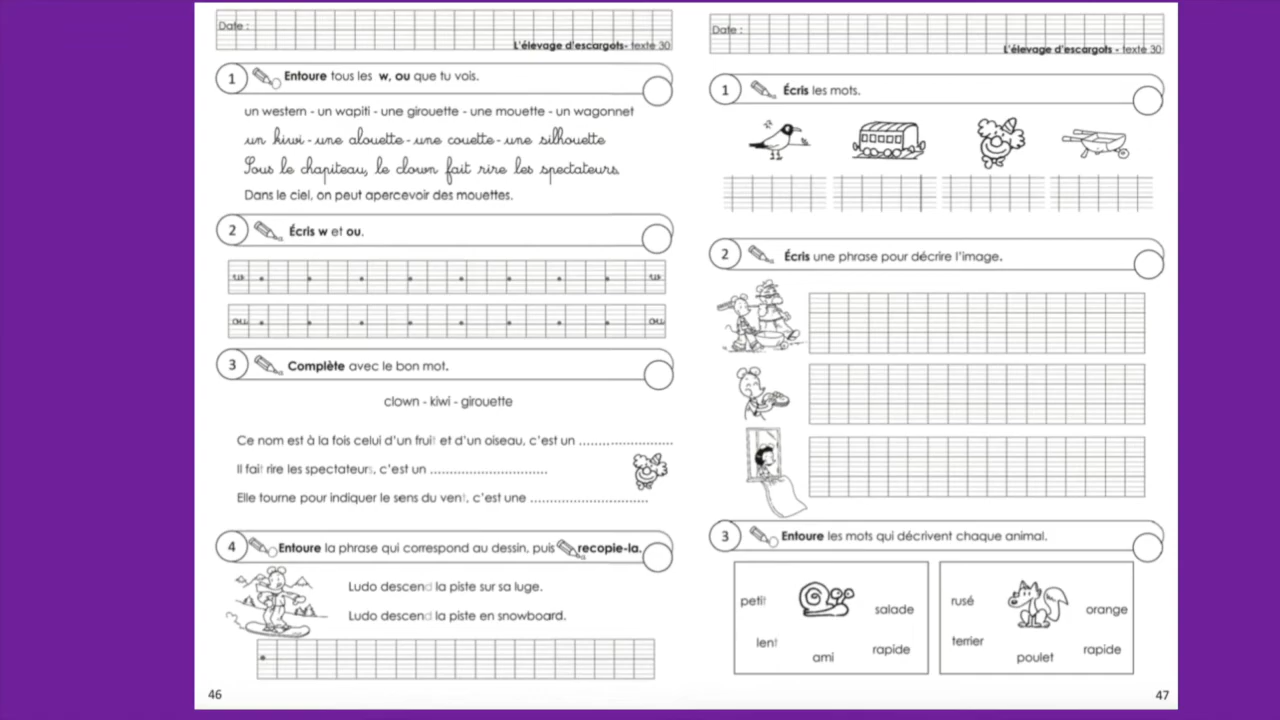 Date :
L'élevage d'escargots- texte 30
1 Entoure tous les w, ou que tu vois.
un western - un wapiti - une girouette - une mouette - un wagonnet
un kiwi - une alouette - une couette - une silhouette
Sous le chapiteau, le clown fait rire les spectateurs.
Dans le ciel, on peut apercevoir des mouettes.
2 Écris w et ou.
w w
ou ou
3 Complète avec le bon mot.
clown - kiwi - girouette
Ce nom est à la fois celui d'un fruit et d'un oiseau, c'est un ........................
Il fait rire les spectateurs, c'est un ..............................
Elle tourne pour indiquer le sens du vent, c'est une ..............................
4 Entoure la phrase qui correspond au dessin, puis recopie-la.
Ludo descend la piste sur sa luge.
Ludo descend la piste en snowboard.
46
Date :
L'élevage d'escargots - texte 30
1 Écris les mots.
2 Écris une phrase pour décrire l'image.
3 Entoure les mots qui décrivent chaque animal.
petit
salade
lent
ami
rapide
rusé
orange
terrier
poulet
rapide
47